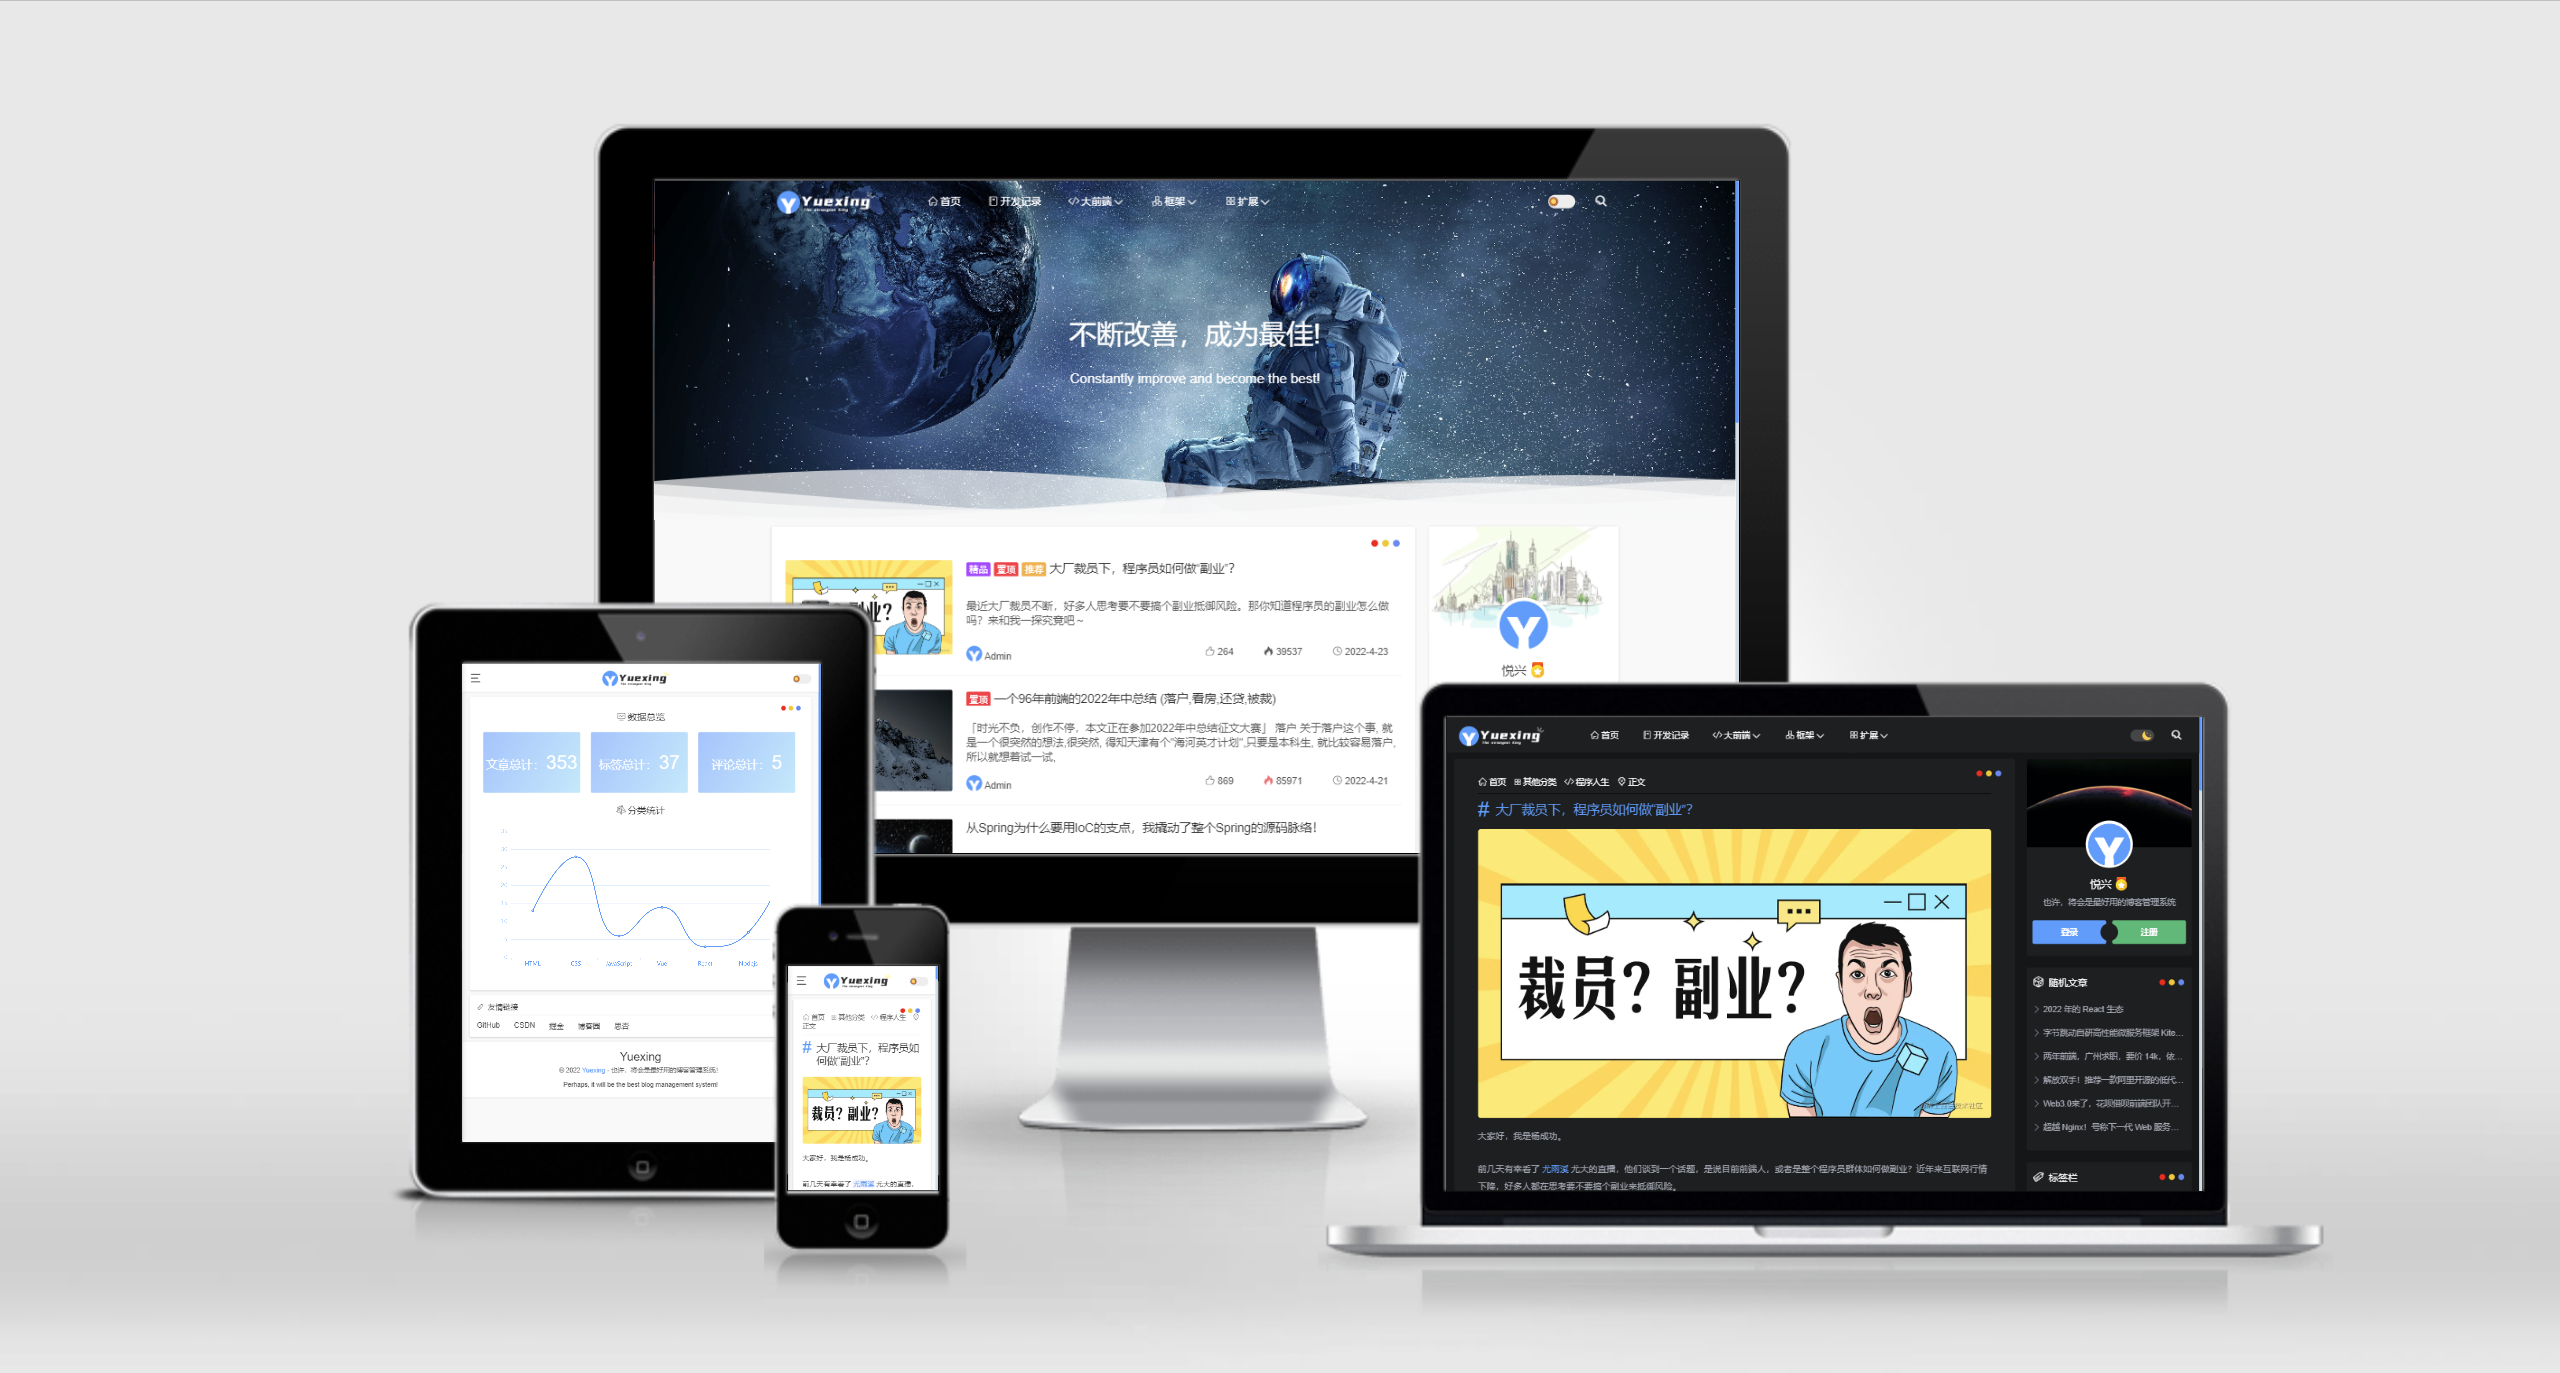 Yuexing
首页 开发记录 大前端 框架 扩展
不断改善，成为最佳!
Constantly improve and become the best!
精品 置顶 推荐 大厂裁员下，程序员如何做“副业”？
最近大厂裁员不断，好多人思考要不要搞个副业抵御风险。那你知道程序员的副业怎么做
吗？来和我一探究竟吧～
Admin 264 39537 2022-4-23
置顶 一个96年前端的2022年中总结 (落户,看房,还贷,被裁)
「时光不负，创作不停，本文正在参加2022年中总结征文大赛」 落户 关于落户这个事, 就
是一个很突然的想法,很突然, 得知天津有个“海河英才计划”,只要是本科生, 就比较容易落户,
所以就想着试一试,
Admin 869 85971 2022-4-21
从Spring为什么要用IoC的支点，我撬动了整个Spring的源码脉络！
悦兴
Yuexing
数据总览
文章总计：353 标签总计：37 评论总计：5
分类统计
HTML CSS JavaScript Vue React Nodejs
友情链接
GitHub CSDN 掘金 博客园 思否
Yuexing
© 2022 Yuexing - 也许，将会是最好用的博客管理系统!
Perhaps, it will be the best blog management system!
Yuexing
首页 其他分类 程序人生
正文
# 大厂裁员下，程序员如
何做“副业”？
裁员？副业？
大家好，我是杨成功。
前几天有幸看了 尤雨溪 尤大的直播，
Yuexing
首页 开发记录 大前端 框架 扩展
首页 其他分类 程序人生 正文
# 大厂裁员下，程序员如何做“副业”？
裁员？副业？
大家好，我是杨成功。
前几天有幸看了 尤雨溪 尤大的直播，他们谈到一个话题，是说目前前端人，或者是整个程序员群体如何做副业？近年来互联网行情
下降，好多人都在思考要不要搞个副业来抵御风险。
悦兴
也许，将会是最好用的博客管理系统
登录 注册
随机文章
2022 年的 React 生态
字节跳动自研高性能微服务框架 Kite...
两年前端，广州求职，要价 14k，依...
解放双手！推荐一款阿里开源的低代...
Web3.0来了，花呗借呗前端团队开...
超越 Nginx！号称下一代 Web 服务...
标签栏